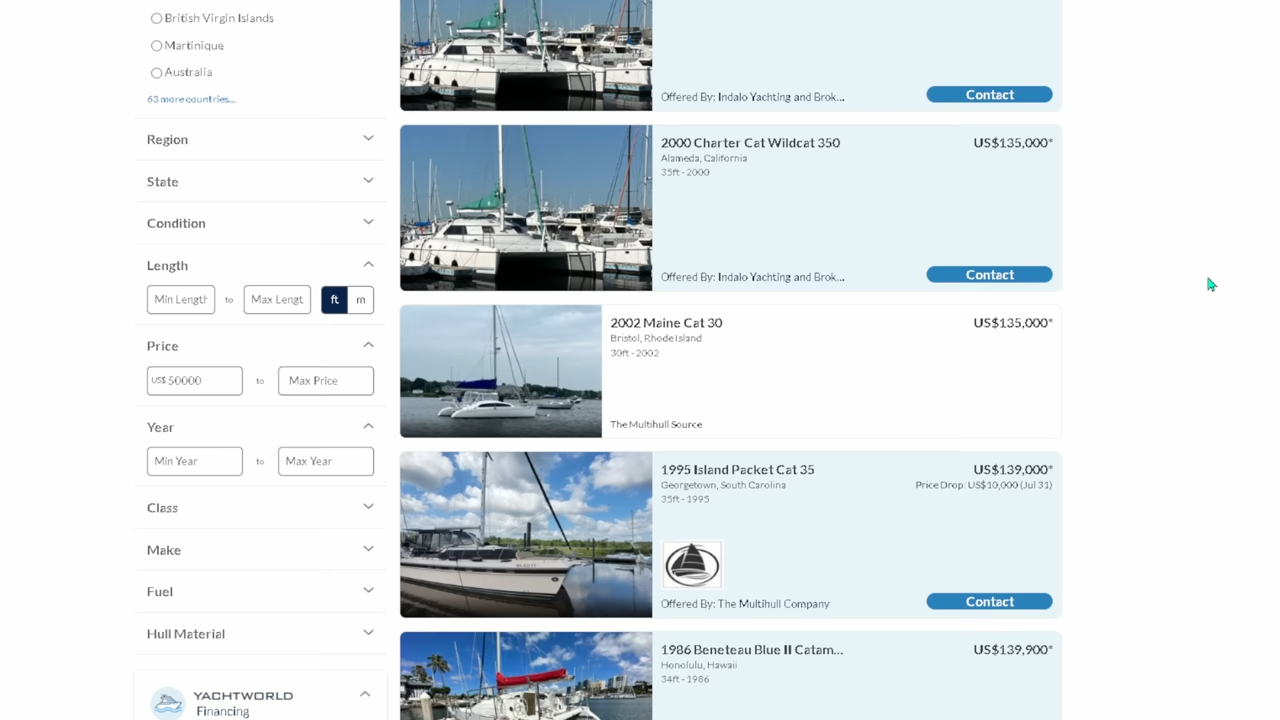 British Virgin Islands
Martinique
Australia
63 more countries...
Region
State
Condition
Length
Min Length to Max Lengt ft m
Price
US$ 50000 to Max Price
Year
Min Year to Max Year
Class
Make
Fuel
Hull Material
YACHTWORLD
Financing
Offered By: Indalo Yachting and Brok...
Contact
2000 Charter Cat Wildcat 350
US$135,000*
Alameda, California
35ft - 2000
Offered By: Indalo Yachting and Brok...
Contact
2002 Maine Cat 30
US$135,000*
Bristol, Rhode Island
30ft - 2002
The Multihull Source
1995 Island Packet Cat 35
US$139,000*
Georgetown, South Carolina
Price Drop: US$10,000 (Jul 31)
35ft - 1995
Offered By: The Multihull Company
Contact
1986 Beneteau Blue II Catam...
US$139,900*
Honolulu, Hawaii
34ft - 1986